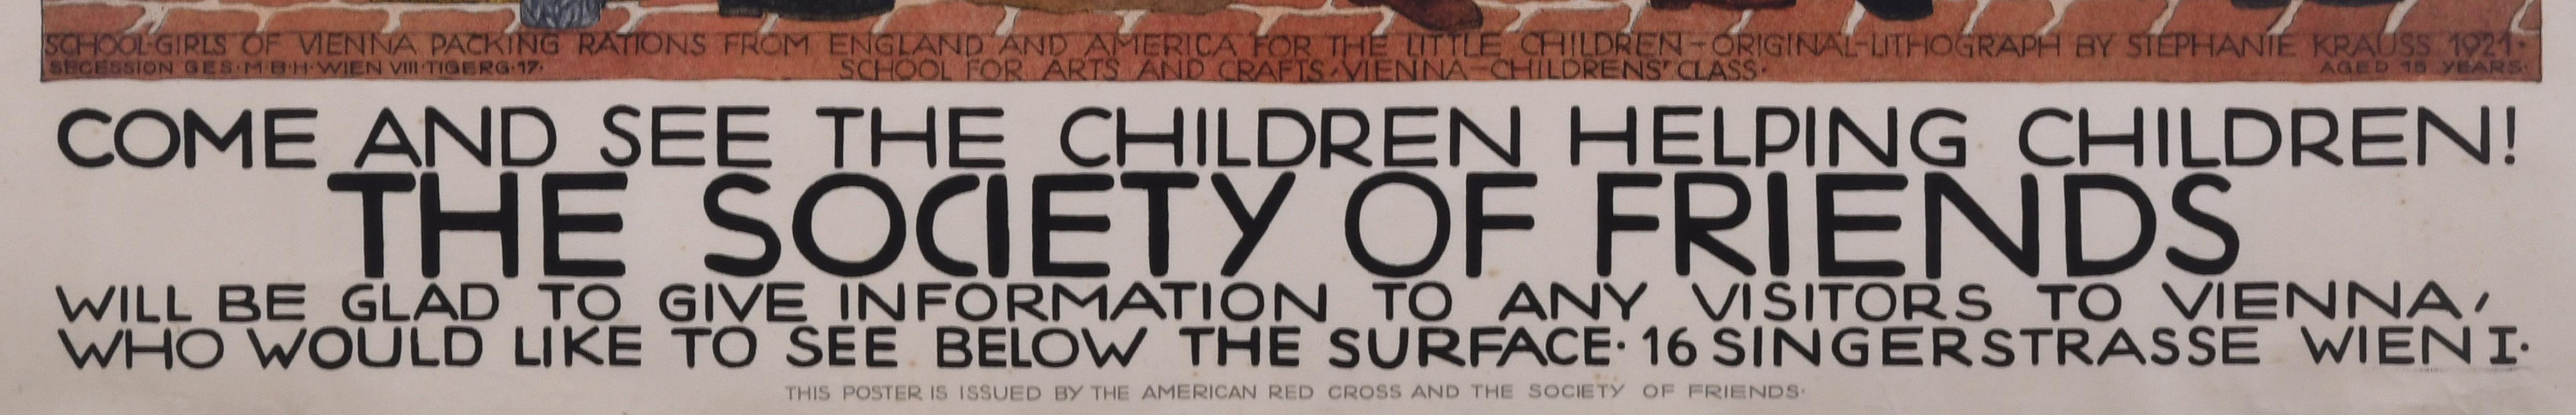 SCHOOL-GIRLS OF VIENNA PACKING RATIONS FROM ENGLAND AND AMERICA FOR THE LITTLE CHILDREN-ORIGINAL-LITHOGRAPH BY STEPHANIE KRAUSS 1921·
SECESSION GES·M·B·H·WIEN VIII·TIGERG·17· SCHOOL FOR ARTS AND CRAFTS·VIENNA-CHILDRENS' CLASS· AGED 15 YEARS·
COME AND SEE THE CHILDREN HELPING CHILDREN!
THE SOCIETY OF FRIENDS
WILL BE GLAD TO GIVE INFORMATION TO ANY VISITORS TO VIENNA,
WHO WOULD LIKE TO SEE BELOW THE SURFACE· 16 SINGERSTRASSE WIEN I·
THIS POSTER IS ISSUED BY THE AMERICAN RED CROSS AND THE SOCIETY OF FRIENDS·